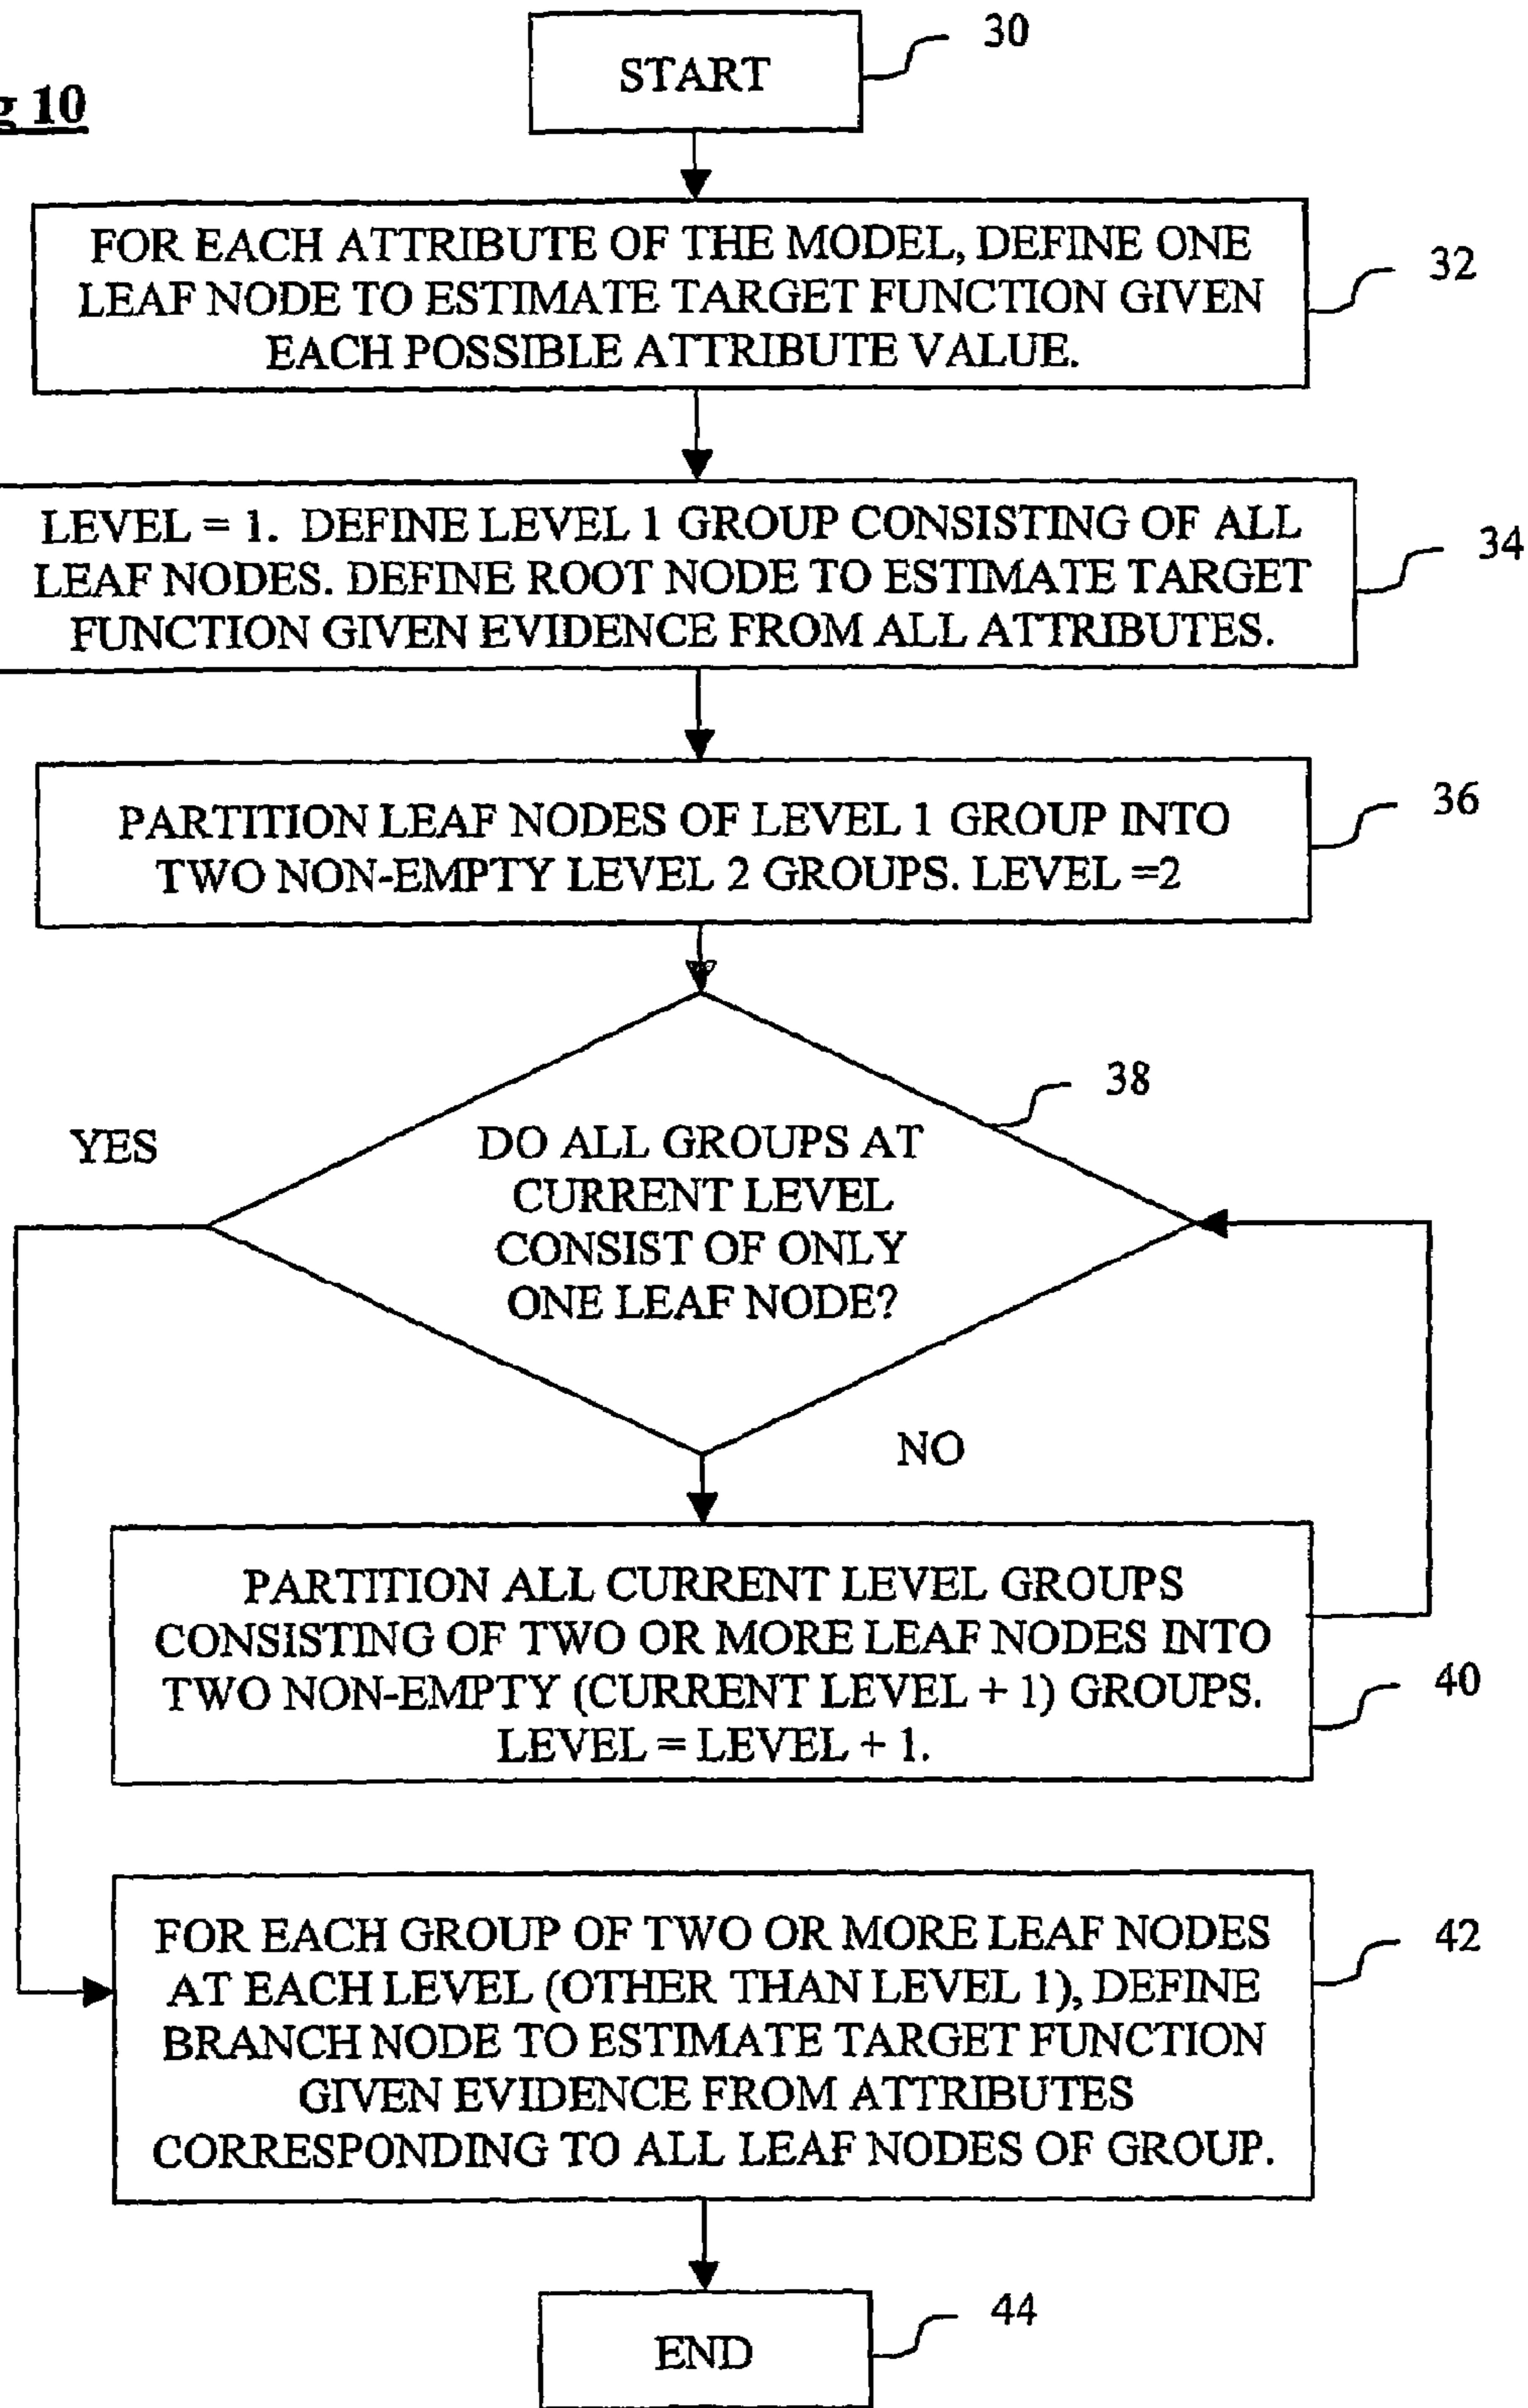 g 10
START
30
FOR EACH ATTRIBUTE OF THE MODEL, DEFINE ONE
LEAF NODE TO ESTIMATE TARGET FUNCTION GIVEN
EACH POSSIBLE ATTRIBUTE VALUE.
32
LEVEL = 1. DEFINE LEVEL 1 GROUP CONSISTING OF ALL
LEAF NODES. DEFINE ROOT NODE TO ESTIMATE TARGET
FUNCTION GIVEN EVIDENCE FROM ALL ATTRIBUTES.
34
PARTITION LEAF NODES OF LEVEL 1 GROUP INTO
TWO NON-EMPTY LEVEL 2 GROUPS. LEVEL =2
36
38
YES
DO ALL GROUPS AT
CURRENT LEVEL
CONSIST OF ONLY
ONE LEAF NODE?
NO
PARTITION ALL CURRENT LEVEL GROUPS
CONSISTING OF TWO OR MORE LEAF NODES INTO
TWO NON-EMPTY (CURRENT LEVEL + 1) GROUPS.
LEVEL = LEVEL + 1.
40
FOR EACH GROUP OF TWO OR MORE LEAF NODES
AT EACH LEVEL (OTHER THAN LEVEL 1), DEFINE
BRANCH NODE TO ESTIMATE TARGET FUNCTION
GIVEN EVIDENCE FROM ATTRIBUTES
CORRESPONDING TO ALL LEAF NODES OF GROUP.
42
END
44